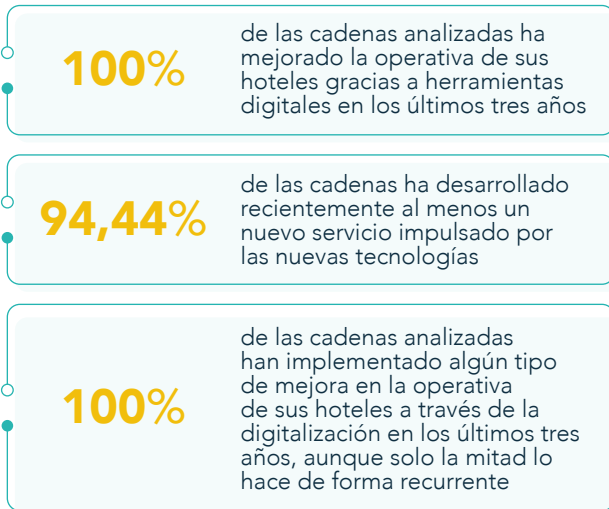 100%
de las cadenas analizadas ha
mejorado la operativa de sus
hoteles gracias a herramientas
digitales en los últimos tres años
94,44%
de las cadenas ha desarrollado
recientemente al menos un
nuevo servicio impulsado por
las nuevas tecnologías
100%
de las cadenas analizadas
han implementado algún tipo
de mejora en la operativa
de sus hoteles a través de la
digitalización en los últimos tres
años, aunque solo la mitad lo
hace de forma recurrente